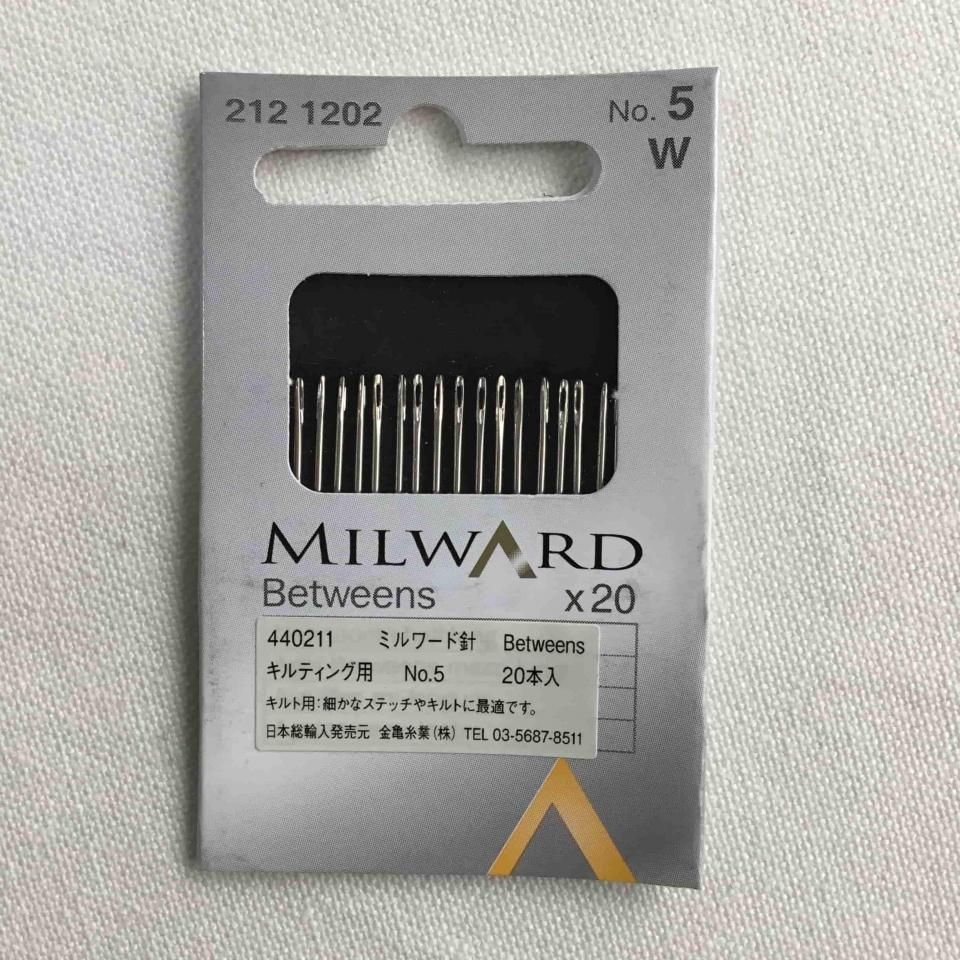 212 1202 No. 5
W
MILWARD
Betweens x 20
440211 ミルワード針 Betweens
キルティング用 No.5 20本入
キルト用:細かなステッチやキルトに最適です。
日本総輸入発売元 金亀糸業(株) TEL 03-5687-8511